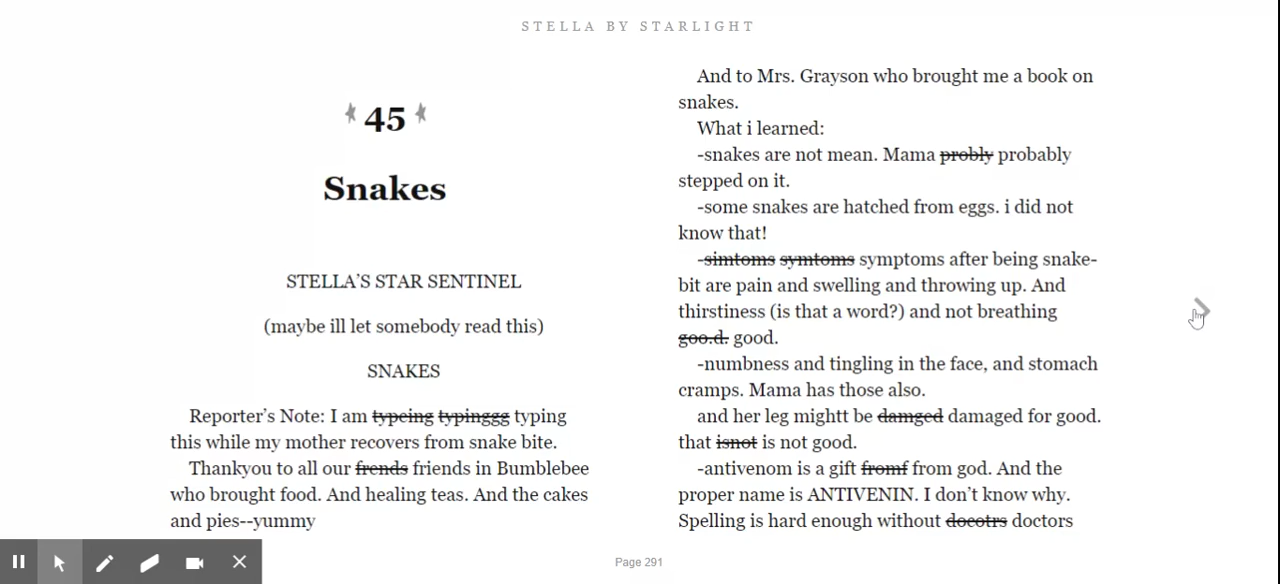 STELLA BY STARLIGHT
45
Snakes
STELLA’S STAR SENTINEL
(maybe ill let somebody read this)
SNAKES
Reporter’s Note: I am typeing typinggg typing
this while my mother recovers from snake bite.
Thankyou to all our frends friends in Bumblebee
who brought food. And healing teas. And the cakes
and pies--yummy
And to Mrs. Grayson who brought me a book on
snakes.
What i learned:
-snakes are not mean. Mama probly probably
stepped on it.
-some snakes are hatched from eggs. i did not
know that!
-simtoms symtoms symptoms after being snake-
bit are pain and swelling and throwing up. And
thirstiness (is that a word?) and not breathing
goo.d. good.
-numbness and tingling in the face, and stomach
cramps. Mama has those also.
and her leg mightt be damged damaged for good.
that isnot is not good.
-antivenom is a gift fromf from god. And the
proper name is ANTIVENIN. I don’t know why.
Spelling is hard enough without docotrs doctors
Page 291